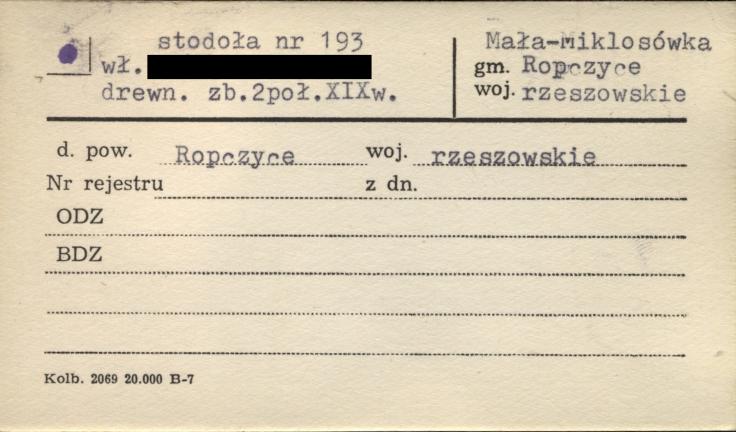 stodoła nr 193
wł.
drewn. zb.2poł.XIXw.
Mała-Miklosówka
gm. Ropczyce
woj. rzeszowskie
d. pow. Ropczyce woj. rzeszowskie
Nr rejestru z dn.
ODZ
BDZ
Kolb. 2069 20.000 B-7